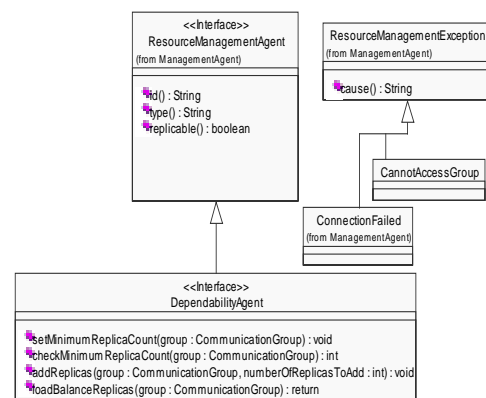 <<Interface>>
ResourceManagementAgent
(from ManagementAgent)
id() : String
type() : String
replicable() : boolean
ResourceManagementException
(from ManagementAgent)
cause() : String
CannotAccessGroup
ConnectionFailed
(from ManagementAgent)
<<Interface>>
DependabilityAgent
setMinimumReplicaCount(group : CommunicationGroup) : void
checkMinimumReplicaCount(group : CommunicationGroup) : int
addReplicas(group : CommunicationGroup, numberOfReplicasToAdd : int) : void
loadBalanceReplicas(group : CommunicationGroup) : return